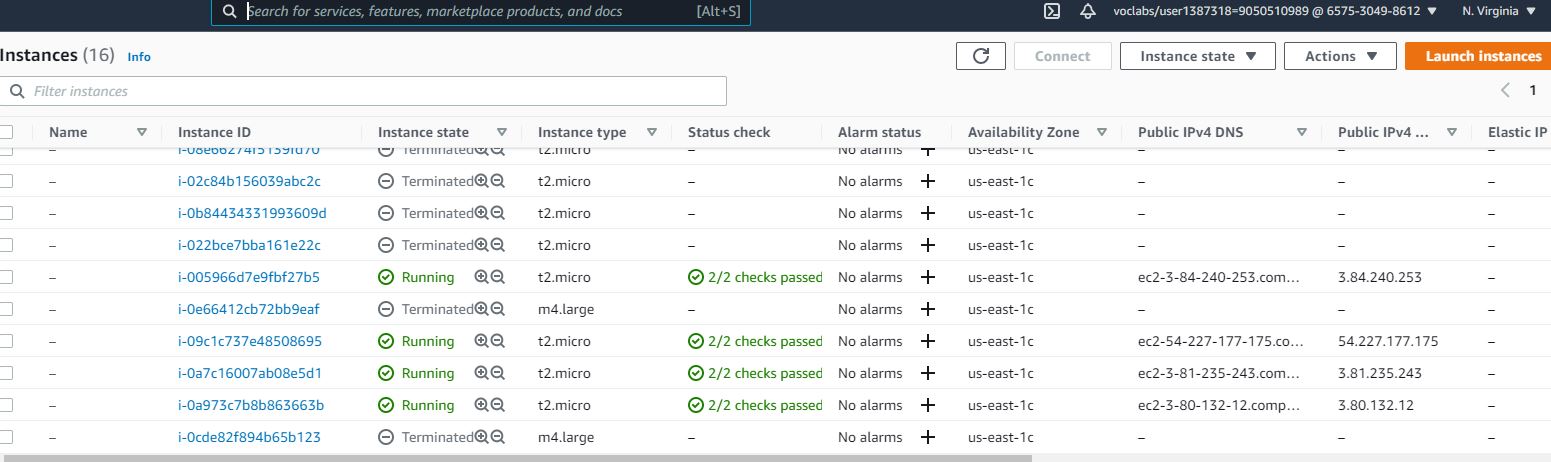 Search for services, features, marketplace products, and docs [Alt+S] voclabs/user1387318=9050510989 @ 6575-3049-8612 ▼ N. Virginia ▼
Instances (16) Info Connect Instance state ▼ Actions ▼ Launch instances
Filter instances 1
Name Instance ID Instance state Instance type Status check Alarm status Availability Zone Public IPv4 DNS Public IPv4 ... Elastic IP
– i-08e66274f5139fd70 Terminated t2.micro – No alarms + us-east-1c – – –
– i-02c84b156039abc2c Terminated t2.micro – No alarms + us-east-1c – – –
– i-0b84434331993609d Terminated t2.micro – No alarms + us-east-1c – – –
– i-022bce7bba161e22c Terminated t2.micro – No alarms + us-east-1c – – –
– i-005966d7e9fbf27b5 Running t2.micro 2/2 checks passed No alarms + us-east-1c ec2-3-84-240-253.com... 3.84.240.253 –
– i-0e66412cb72bb9eaf Terminated m4.large – No alarms + us-east-1c – – –
– i-09c1c737e48508695 Running t2.micro 2/2 checks passed No alarms + us-east-1c ec2-54-227-177-175.co... 54.227.177.175 –
– i-0a7c16007ab08e5d1 Running t2.micro 2/2 checks passed No alarms + us-east-1c ec2-3-81-235-243.com... 3.81.235.243 –
– i-0a973c7b8b863663b Running t2.micro 2/2 checks passed No alarms + us-east-1c ec2-3-80-132-12.comp... 3.80.132.12 –
– i-0cde82f894b65b123 Terminated m4.large – No alarms + us-east-1c – – –